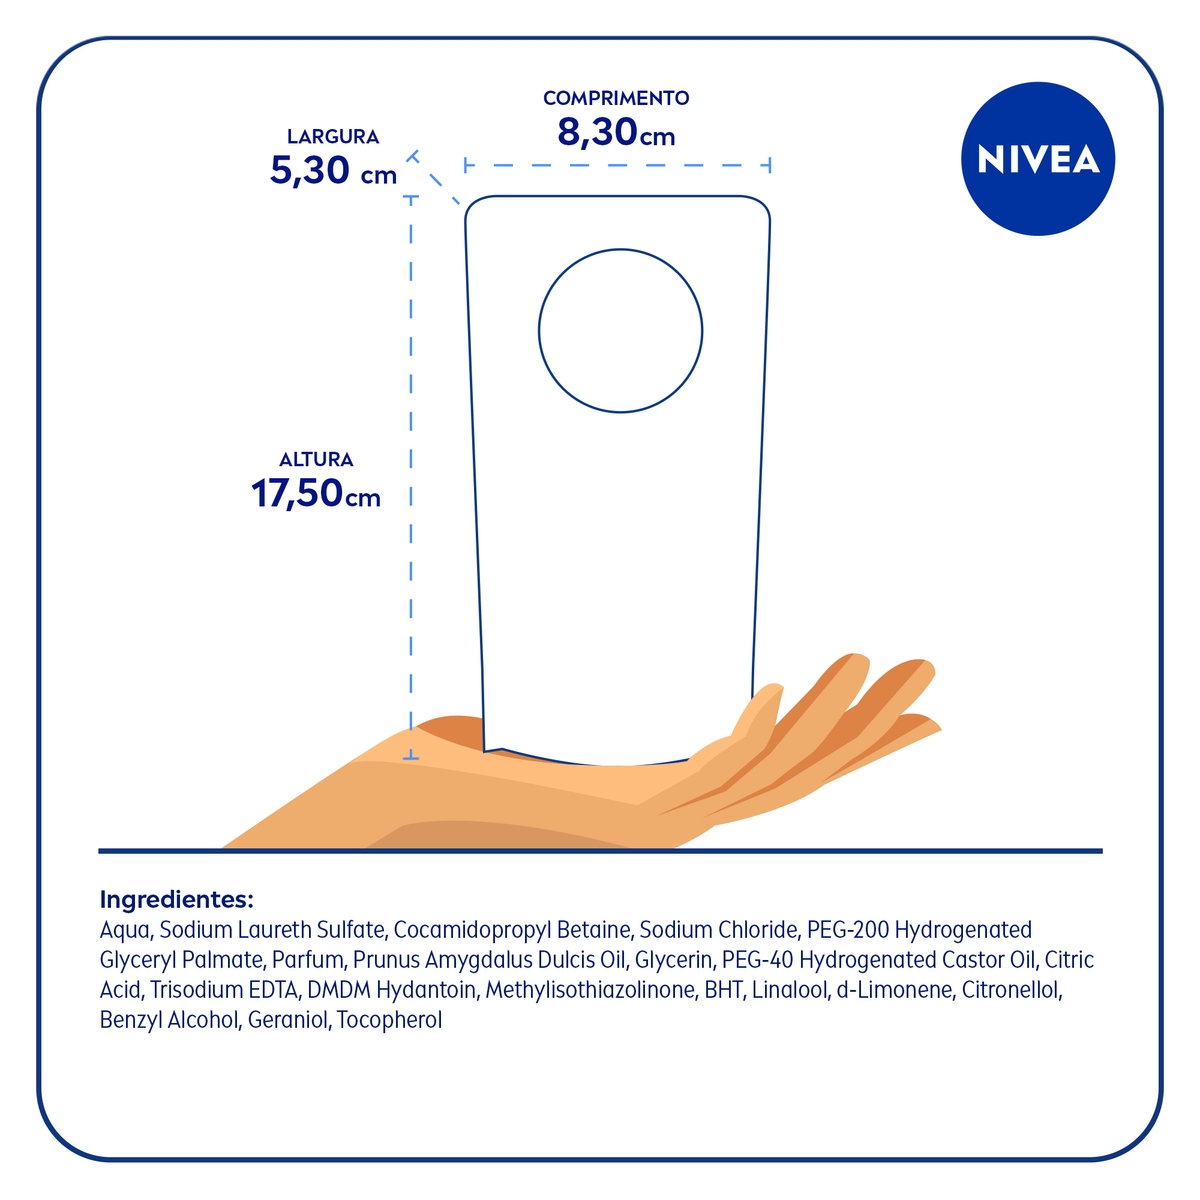 COMPRIMENTO
8,30cm
LARGURA
5,30 cm
NIVEA
ALTURA
17,50cm
Ingredientes:
Aqua, Sodium Laureth Sulfate, Cocamidopropyl Betaine, Sodium Chloride, PEG-200 Hydrogenated
Glyceryl Palmate, Parfum, Prunus Amygdalus Dulcis Oil, Glycerin, PEG-40 Hydrogenated Castor Oil, Citric
Acid, Trisodium EDTA, DMDM Hydantoin, Methylisothiazolinone, BHT, Linalool, d-Limonene, Citronellol,
Benzyl Alcohol, Geraniol, Tocopherol